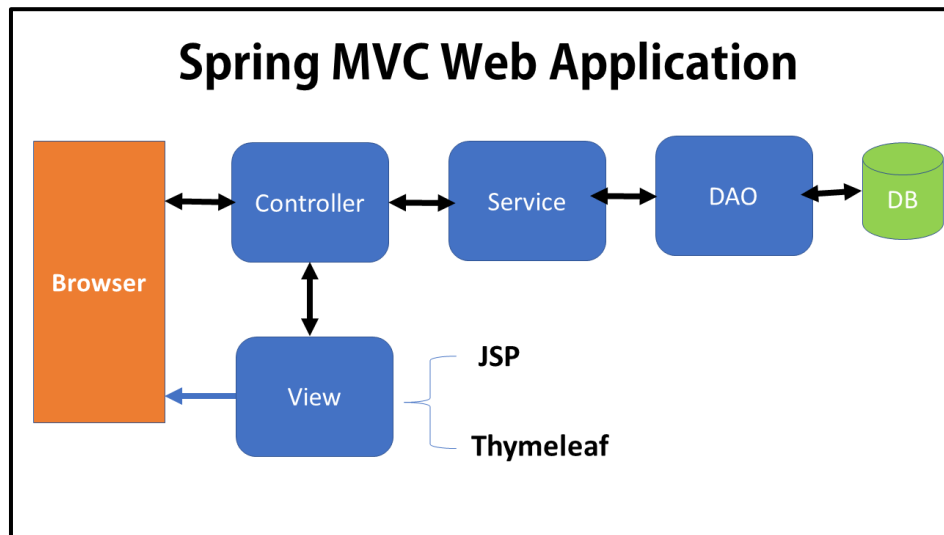 Spring MVC Web Application
Browser
Controller
Service
DAO
DB
View
JSP
Thymeleaf